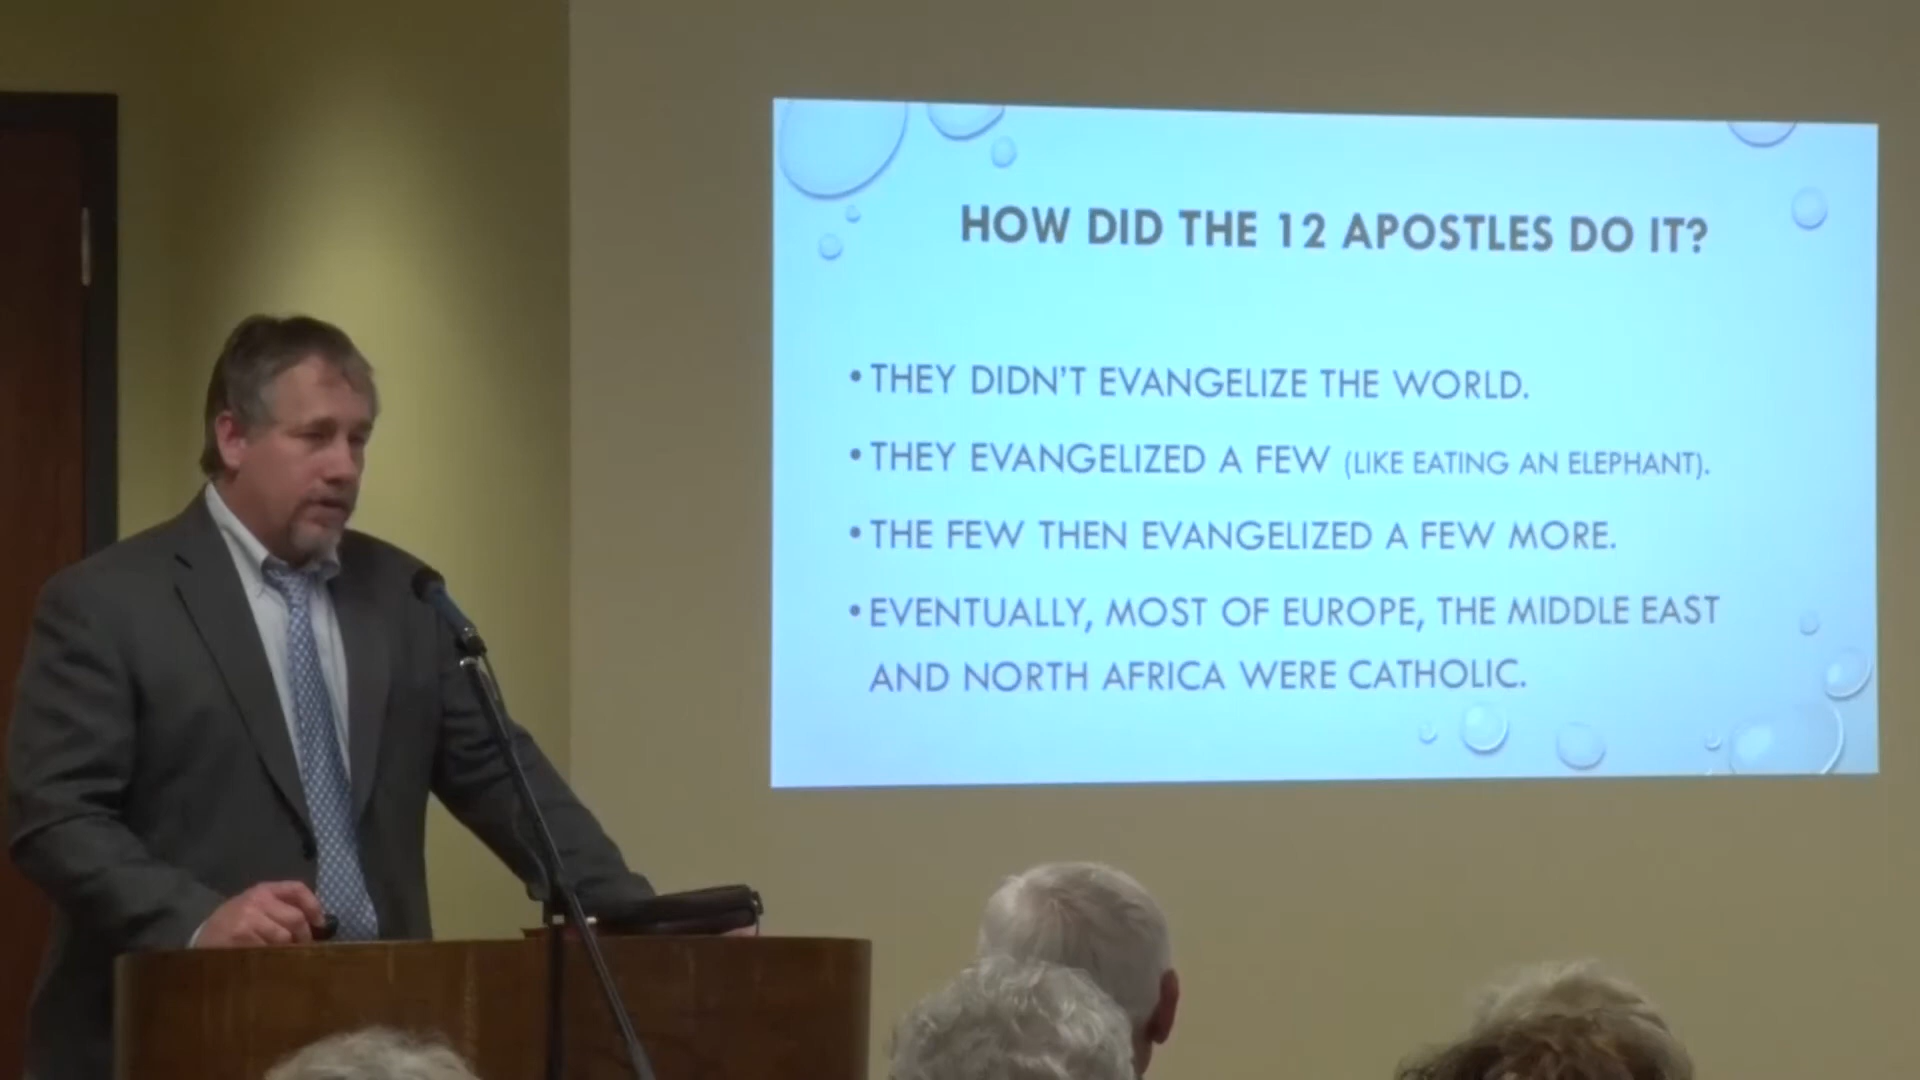 HOW DID THE 12 APOSTLES DO IT?
• THEY DIDN'T EVANGELIZE THE WORLD.
• THEY EVANGELIZED A FEW (LIKE EATING AN ELEPHANT).
• THE FEW THEN EVANGELIZED A FEW MORE.
• EVENTUALLY, MOST OF EUROPE, THE MIDDLE EAST
AND NORTH AFRICA WERE CATHOLIC.